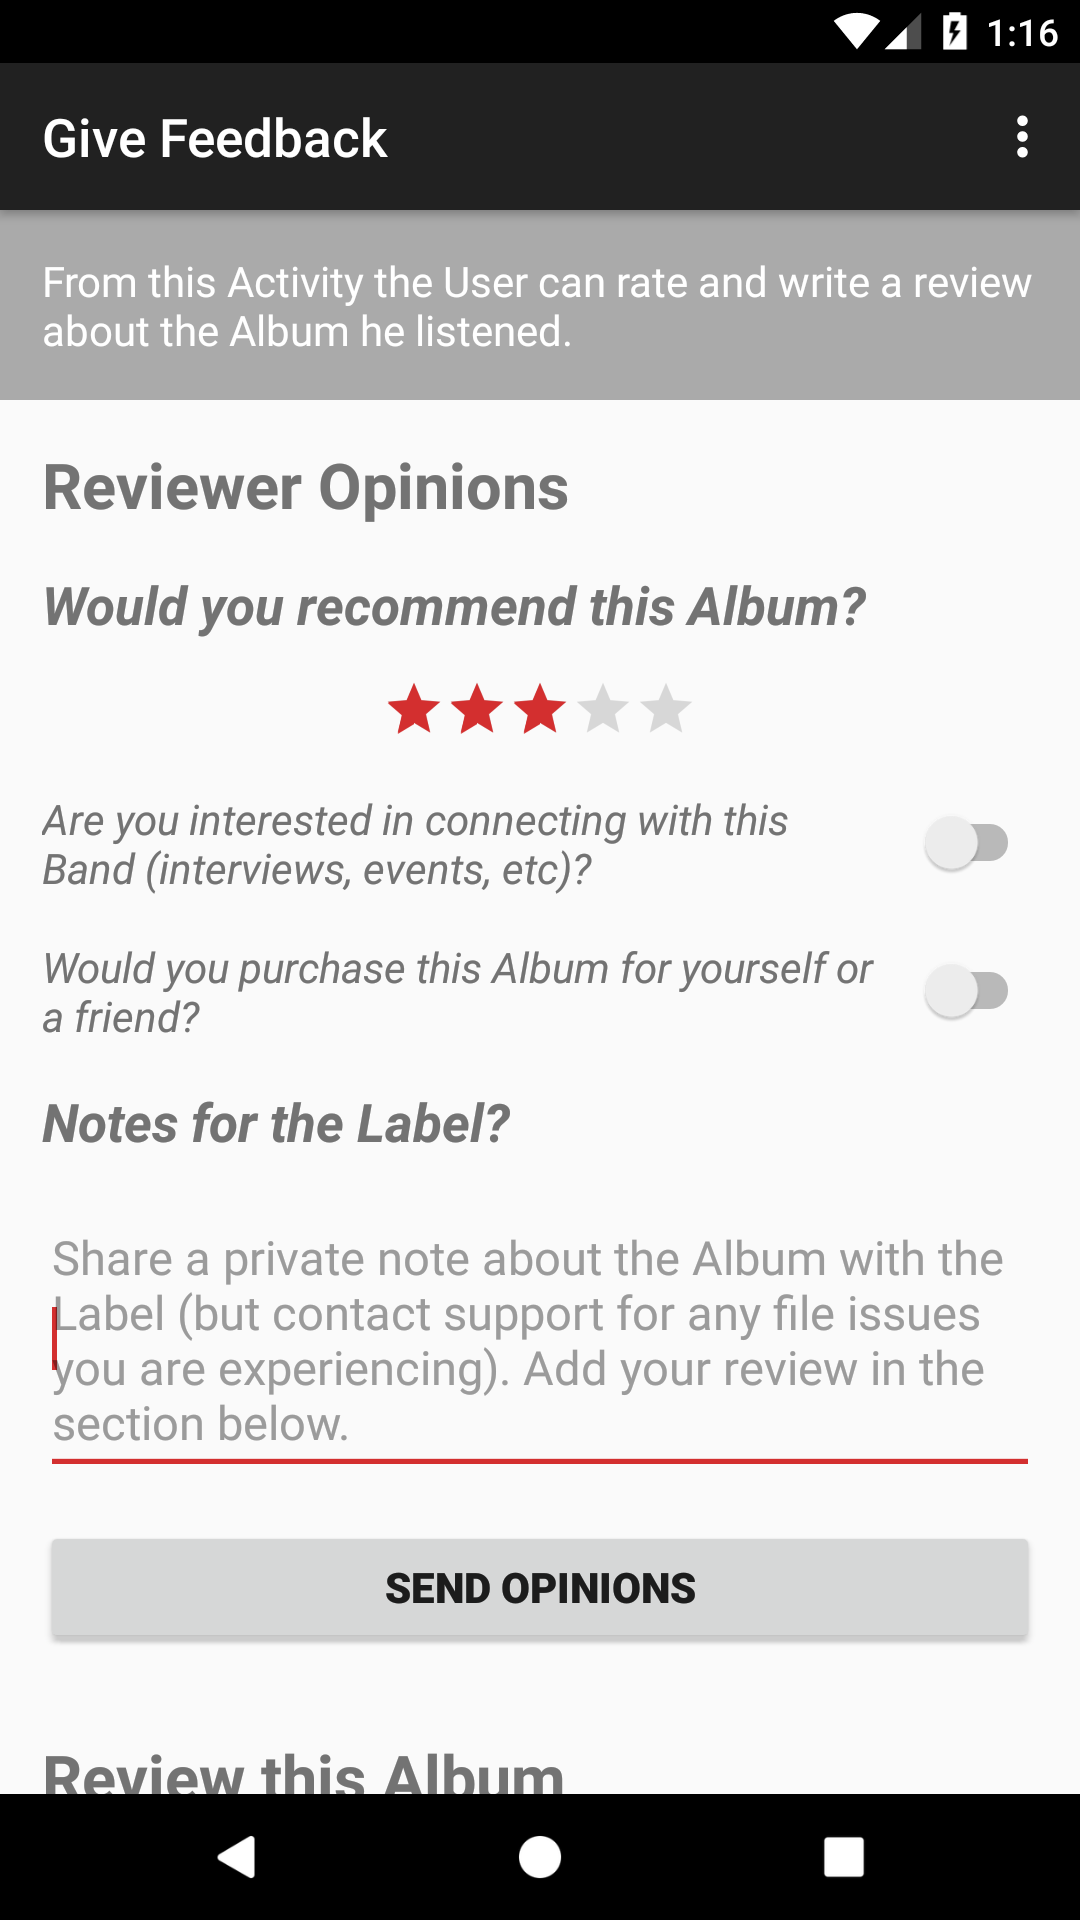 1:16
Give Feedback
From this Activity the User can rate and write a review
about the Album he listened.
Reviewer Opinions
Would you recommend this Album?
Are you interested in connecting with this
Band (interviews, events, etc)?
Would you purchase this Album for yourself or
a friend?
Notes for the Label?
Share a private note about the Album with the
Label (but contact support for any file issues
you are experiencing). Add your review in the
section below.
SEND OPINIONS
Review this Album